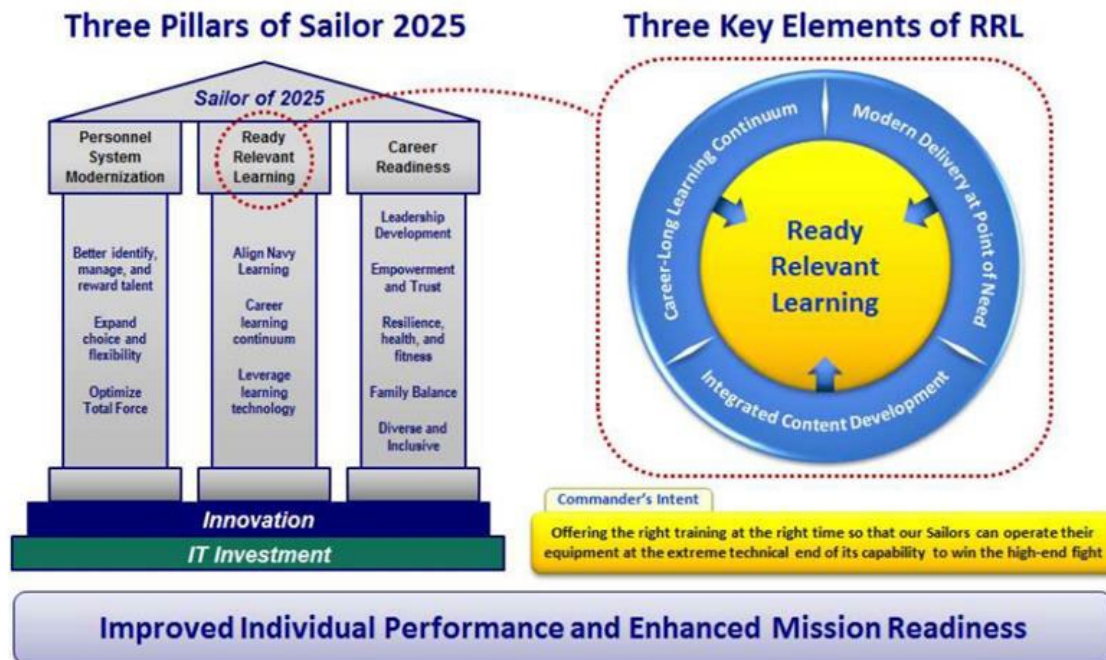 Three Pillars of Sailor 2025
Sailor of 2025
Personnel
System
Modernization
Better identify,
manage, and
reward talent
Expand
choice and
flexibility
Optimize
Total Force
Ready
Relevant
Learning
Align Navy
Learning
Career
learning
continuum
Leverage
learning
technology
Career
Readiness
Leadership
Development
Empowerment
and Trust
Resilience,
health, and
fitness
Family Balance
Diverse and
Inclusive
Innovation
IT Investment
Three Key Elements of RRL
Career-Long Learning Continuum
Modern Delivery at Point of Need
Integrated Content Development
Ready
Relevant
Learning
Commander's Intent
Offering the right training at the right time so that our Sailors can operate their
equipment at the extreme technical end of its capability to win the high-end fight
Improved Individual Performance and Enhanced Mission Readiness